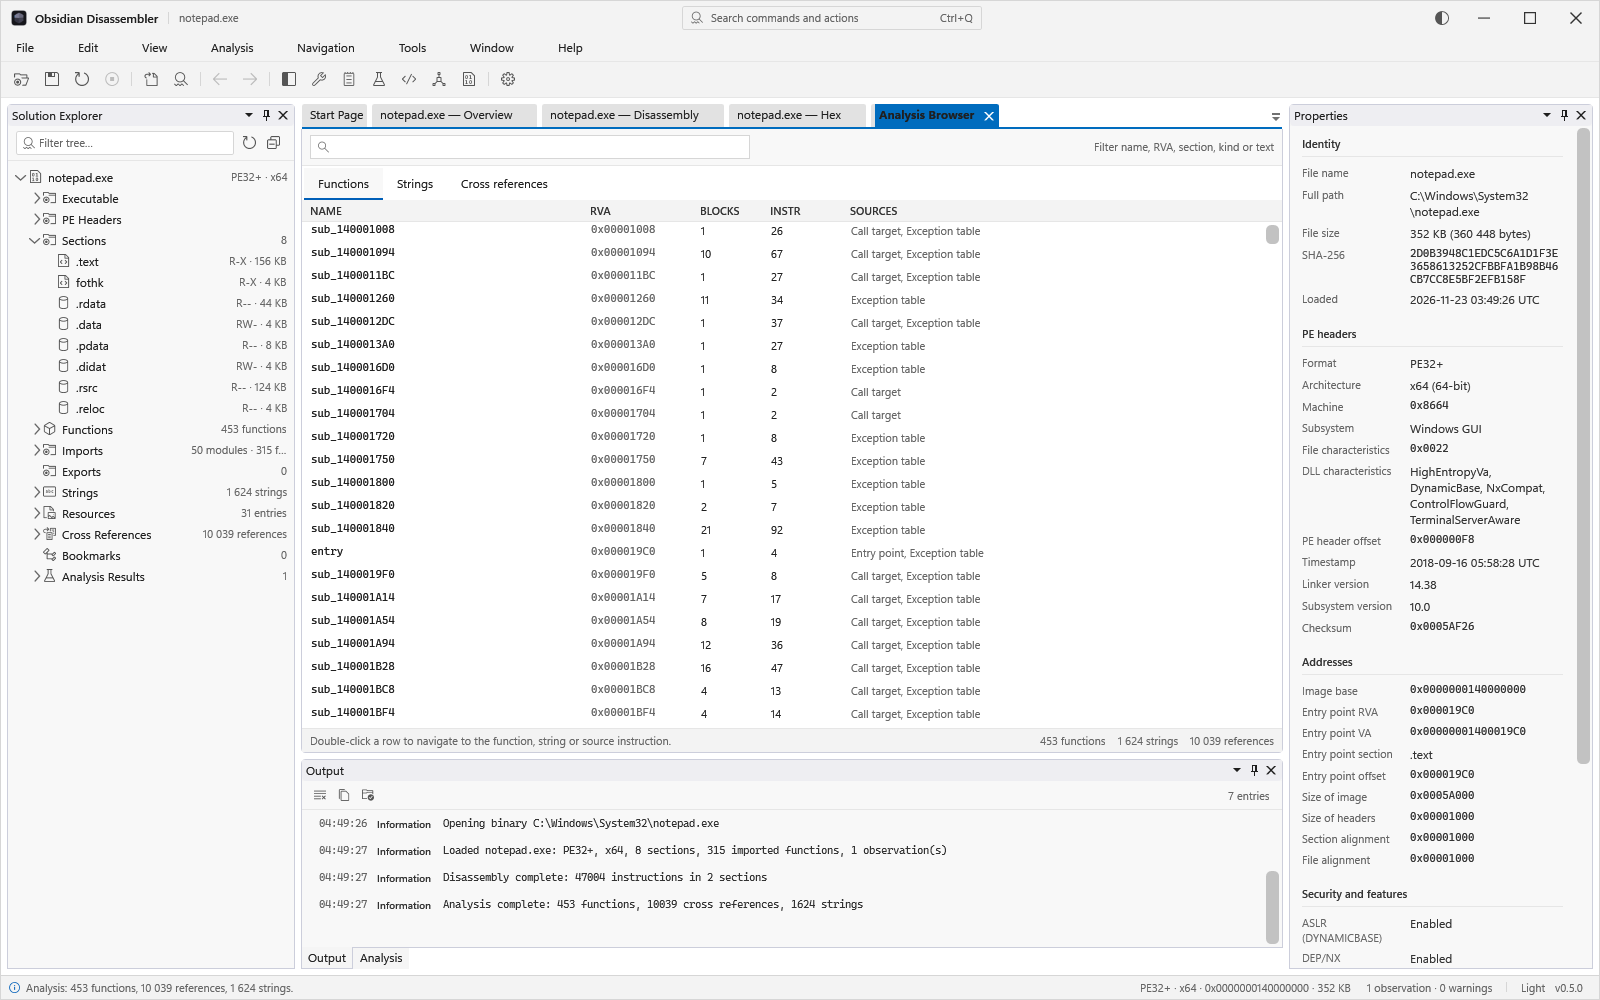 Obsidian Disassembler notepad.exe Search commands and actions Ctrl+Q
File Edit View Analysis Navigation Tools Window Help
Solution Explorer
Filter tree...
notepad.exe PE32+ · x64
Executable
PE Headers
Sections 8
.text R-X · 156 KB
fothk R-X · 4 KB
.rdata R-- · 44 KB
.data RW- · 4 KB
.pdata R-- · 8 KB
.didat RW- · 4 KB
.rsrc R-- · 124 KB
.reloc R-- · 4 KB
Functions 453 functions
Imports 50 modules · 315 f...
Exports 0
Strings 1 624 strings
Resources 31 entries
Cross References 10 039 references
Bookmarks 0
Analysis Results 1
Start Page notepad.exe — Overview notepad.exe — Disassembly notepad.exe — Hex Analysis Browser
Filter name, RVA, section, kind or text
Functions Strings Cross references
NAME RVA BLOCKS INSTR SOURCES
sub_140001008 0x00001008 1 26 Call target, Exception table
sub_140001094 0x00001094 10 67 Call target, Exception table
sub_1400011BC 0x000011BC 1 27 Call target, Exception table
sub_140001260 0x00001260 11 34 Exception table
sub_1400012DC 0x000012DC 1 37 Call target, Exception table
sub_1400013A0 0x000013A0 1 27 Exception table
sub_1400016D0 0x000016D0 1 8 Exception table
sub_1400016F4 0x000016F4 1 2 Call target
sub_140001704 0x00001704 1 2 Call target
sub_140001720 0x00001720 1 8 Exception table
sub_140001750 0x00001750 7 43 Exception table
sub_140001800 0x00001800 1 5 Exception table
sub_140001820 0x00001820 2 7 Exception table
sub_140001840 0x00001840 21 92 Exception table
entry 0x000019C0 1 4 Entry point, Exception table
sub_1400019F0 0x000019F0 5 8 Call target, Exception table
sub_140001A14 0x00001A14 7 17 Call target, Exception table
sub_140001A54 0x00001A54 8 19 Call target, Exception table
sub_140001A94 0x00001A94 12 36 Call target, Exception table
sub_140001B28 0x00001B28 16 47 Call target, Exception table
sub_140001BC8 0x00001BC8 4 13 Call target, Exception table
sub_140001BF4 0x00001BF4 4 14 Call target, Exception table
Double-click a row to navigate to the function, string or source instruction. 453 functions 1 624 strings 10 039 references
Output
7 entries
04:49:26 Information Opening binary C:\Windows\System32\notepad.exe
04:49:27 Information Loaded notepad.exe: PE32+, x64, 8 sections, 315 imported functions, 1 observation(s)
04:49:27 Information Disassembly complete: 47004 instructions in 2 sections
04:49:27 Information Analysis complete: 453 functions, 10039 cross references, 1624 strings
Output Analysis
Properties
Identity
File name notepad.exe
Full path C:\Windows\System32
\notepad.exe
File size 352 KB (360 448 bytes)
SHA-256 2D0B3948C1EDC5C6A1D1F3E
3658613252CFBBFA1B98B46
CB7CC8E5BF2EFB158F
Loaded 2026-11-23 03:49:26 UTC
PE headers
Format PE32+
Architecture x64 (64-bit)
Machine 0x8664
Subsystem Windows GUI
File characteristics 0x0022
DLL characteristics HighEntropyVa,
DynamicBase, NxCompat,
ControlFlowGuard,
TerminalServerAware
PE header offset 0x000000F8
Timestamp 2018-09-16 05:58:28 UTC
Linker version 14.38
Subsystem version 10.0
Checksum 0x0005AF26
Addresses
Image base 0x0000000140000000
Entry point RVA 0x000019C0
Entry point VA 0x00000001400019C0
Entry point section .text
Entry point offset 0x000019C0
Size of image 0x0005A000
Size of headers 0x00001000
Section alignment 0x00001000
File alignment 0x00001000
Security and features
ASLR Enabled
(DYNAMICBASE)
DEP/NX Enabled
Analysis: 453 functions, 10 039 references, 1 624 strings. PE32+ · x64 · 0x0000000140000000 · 352 KB 1 observation · 0 warnings Light v0.5.0